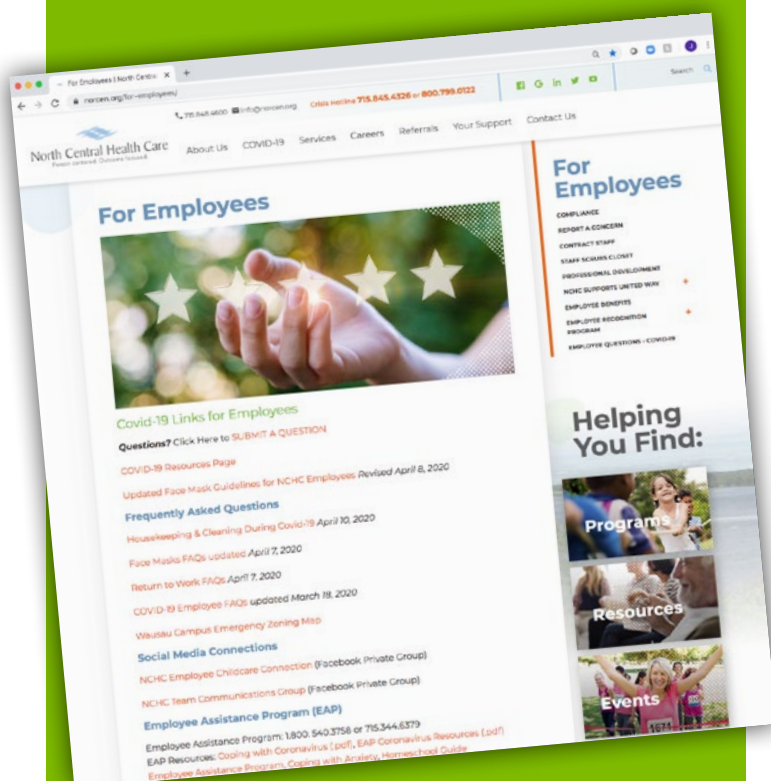 For Employees | North Central
norcen.org/for-employees/
715.848.4600 info@norcen.org Crisis Hotline 715.845.4326 or 800.799.0122
Search
North Central Health Care
Person centered. Outcome focused.
About Us COVID-19 Services Careers Referrals Your Support Contact Us
For Employees
Covid-19 Links for Employees
Questions? Click Here to SUBMIT A QUESTION
COVID-19 Resources Page
Updated Face Mask Guidelines for NCHC Employees Revised April 8, 2020
Frequently Asked Questions
Housekeeping & Cleaning During Covid-19 April 10, 2020
Face Masks FAQs updated April 7, 2020
Return to Work FAQs April 7, 2020
COVID-19 Employee FAQs updated March 18, 2020
Wausau Campus Emergency Zoning Map
Social Media Connections
NCHC Employee Childcare Connection (Facebook Private Group)
NCHC Team Communications Group (Facebook Private Group)
Employee Assistance Program (EAP)
Employee Assistance Program: 1.800. 540.3758 or 715.344.6379
EAP Resources: Coping with Coronavirus (.pdf), EAP Coronavirus Resources (.pdf)
Employee Assistance Program, Coping with Anxiety, Homeschool Guide
For
Employees
COMPLIANCE
REPORT A CONCERN
CONTRACT STAFF
STAFF SCRUBS CLOSET
PROFESSIONAL DEVELOPMENT
NCHC SUPPORTS UNITED WAY +
EMPLOYEE BENEFITS
EMPLOYEE RECOGNITION +
PROGRAM
EMPLOYEE QUESTIONS - COVID-19
Helping
You Find:
Programs
Resources
Events